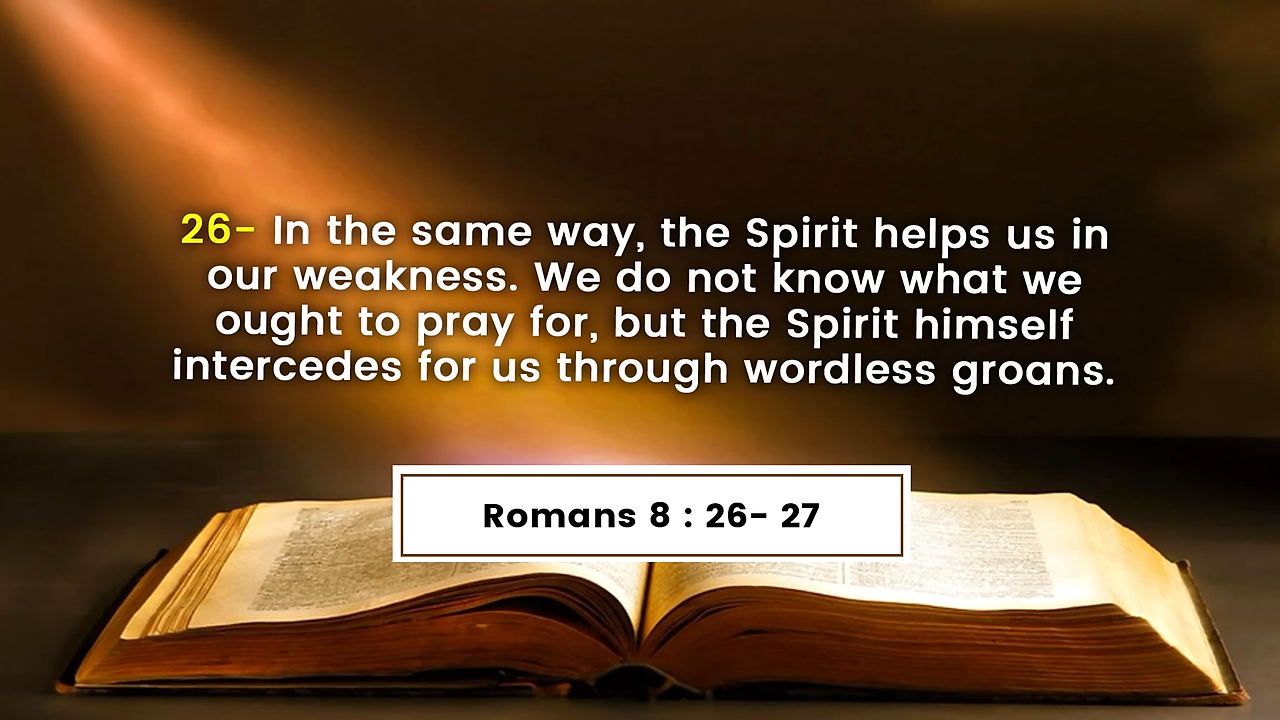 26- In the same way, the Spirit helps us in
our weakness. We do not know what we
ought to pray for, but the Spirit himself
intercedes for us through wordless groans.
Romans 8 : 26- 27